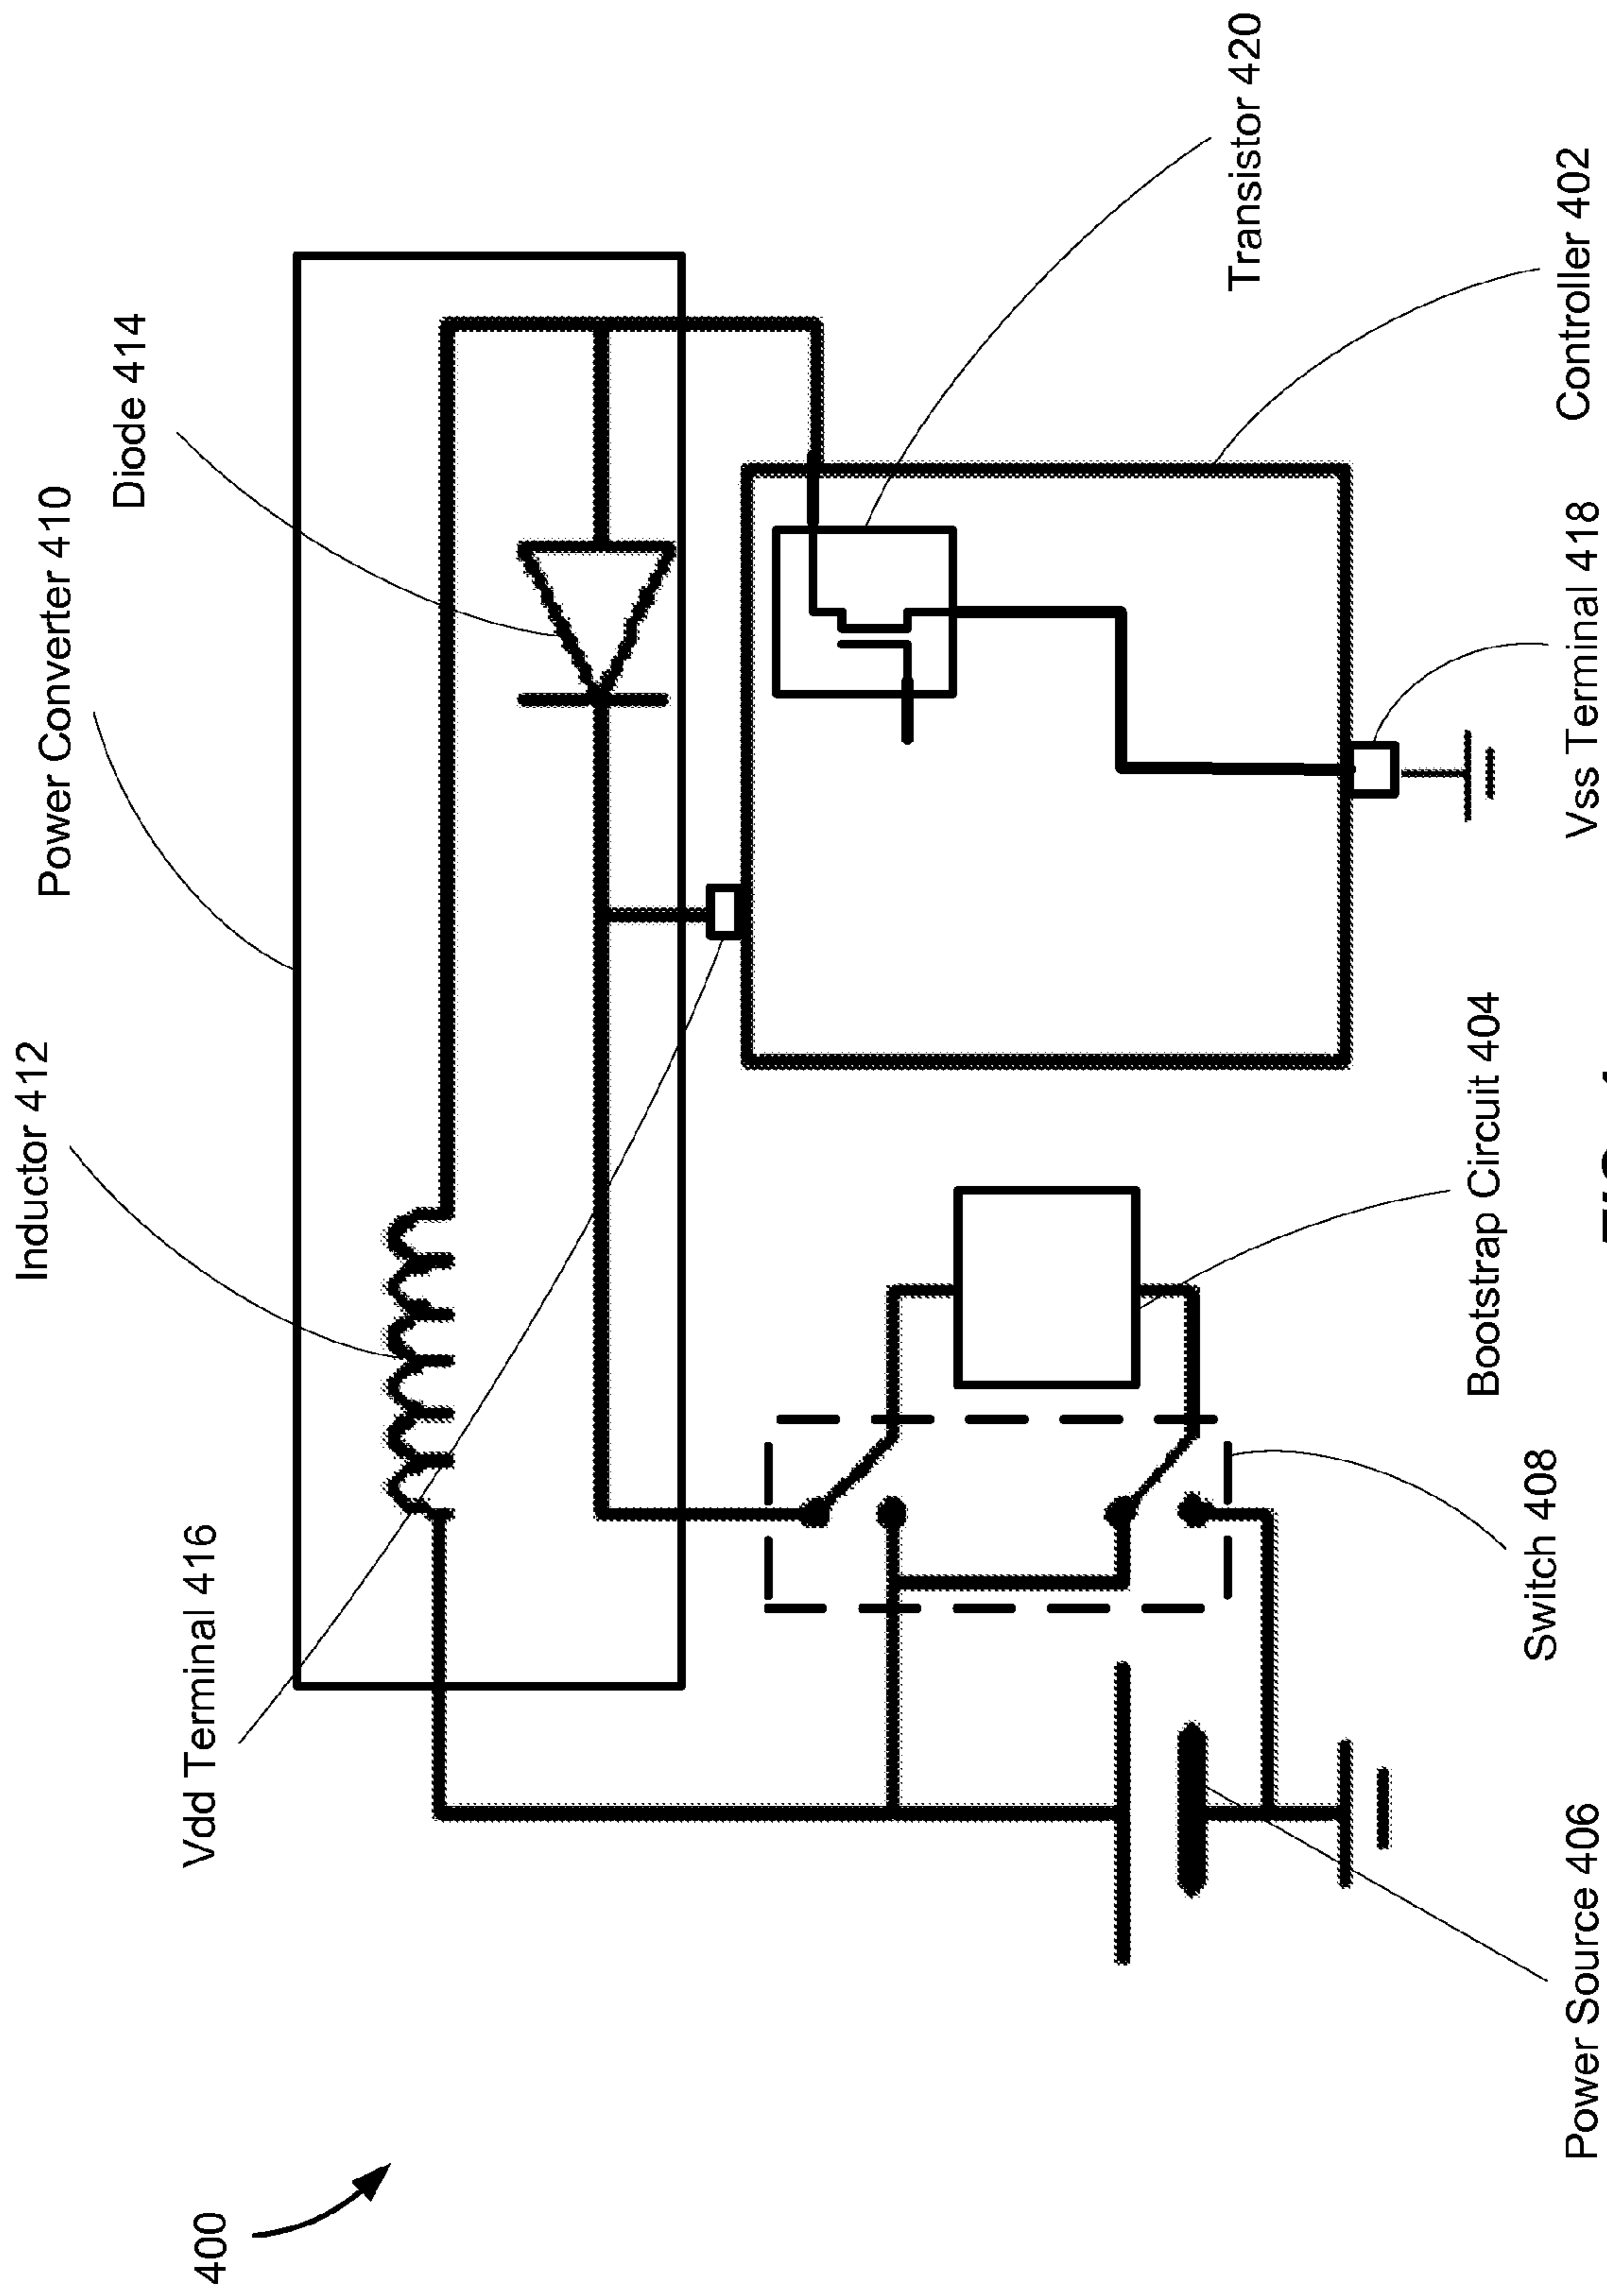 400
Inductor 412
Power Converter 410
Diode 414
Vdd Terminal 416
Transistor 420
Power Source 406
Switch 408
Bootstrap Circuit 404
Vss Terminal 418
Controller 402